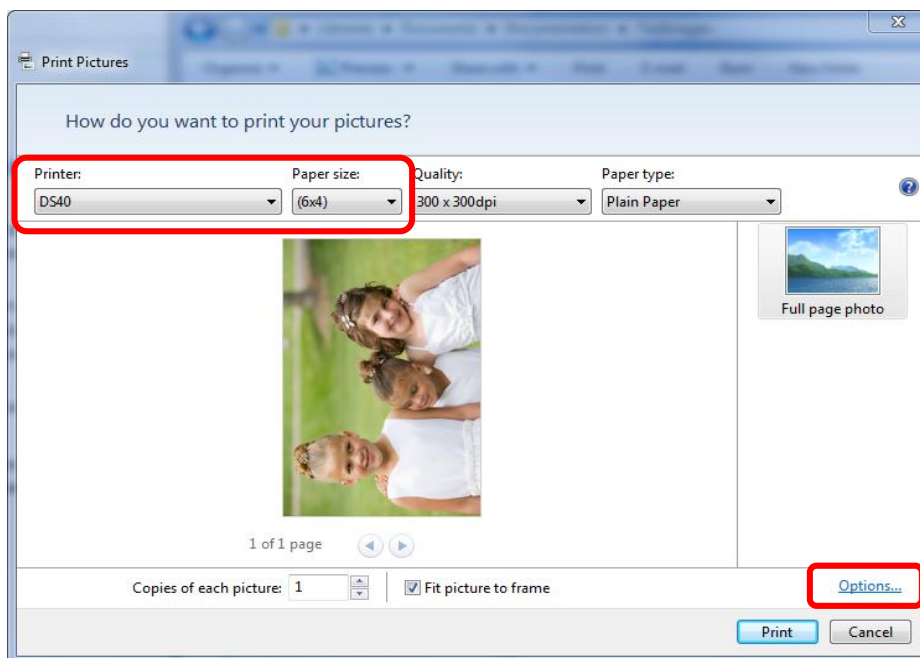 Print Pictures
How do you want to print your pictures?
Printer: Paper size: Quality: Paper type:
DS40 (6x4) 300 x 300dpi Plain Paper
Full page photo
1 of 1 page
Copies of each picture: 1 Fit picture to frame Options...
Print Cancel